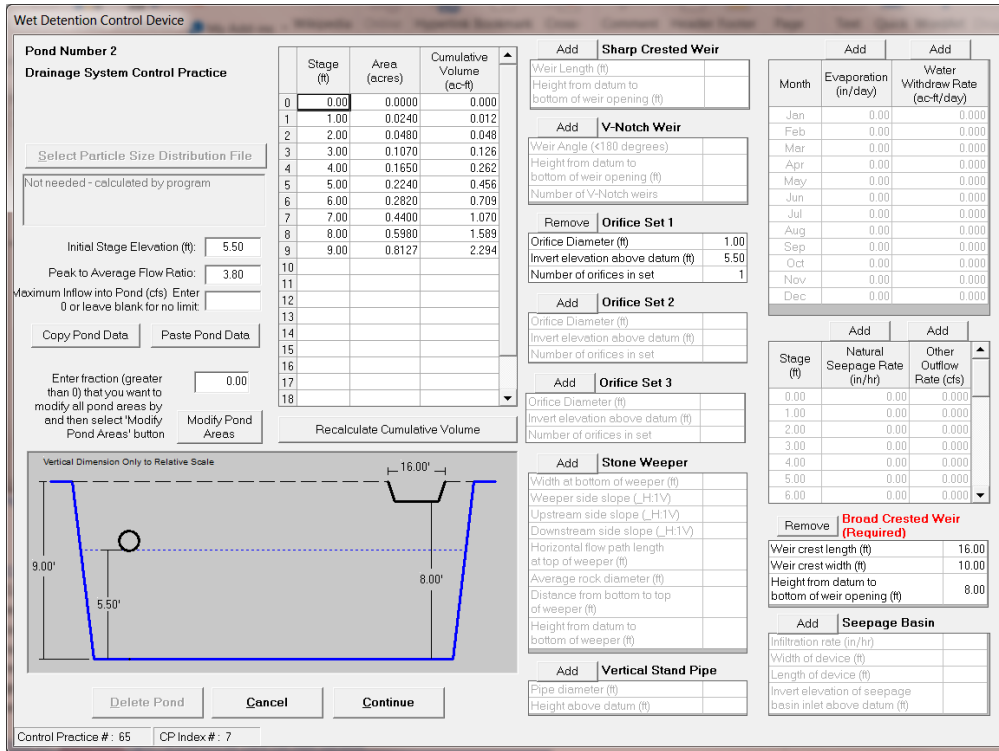 Wet Detention Control Device
Pond Number 2
Drainage System Control Practice
Select Particle Size Distribution File
Not needed - calculated by program
Initial Stage Elevation (ft): 5.50
Peak to Average Flow Ratio: 3.80
Maximum Inflow into Pond (cfs) Enter
0 or leave blank for no limit:
Copy Pond Data Paste Pond Data
Enter fraction (greater 0.00
than 0) that you want to
modify all pond areas by
and then select 'Modify
Pond Areas' button
Modify Pond
Areas
Stage
(ft)
Area
(acres)
Cumulative
Volume
(ac-ft)
0 0.00 0.0000 0.000
1 1.00 0.0240 0.012
2 2.00 0.0480 0.048
3 3.00 0.1070 0.126
4 4.00 0.1650 0.262
5 5.00 0.2240 0.456
6 6.00 0.2820 0.709
7 7.00 0.4400 1.070
8 8.00 0.5980 1.589
9 9.00 0.8127 2.294
10
11
12
13
14
15
16
17
18
Recalculate Cumulative Volume
Vertical Dimension Only to Relative Scale
16.00'
9.00'
5.50'
8.00'
Delete Pond Cancel Continue
Control Practice # : 65 CP Index # : 7
Add Sharp Crested Weir
Weir Length (ft)
Height from datum to
bottom of weir opening (ft)
Add V-Notch Weir
Weir Angle (<180 degrees)
Height from datum to
bottom of weir opening (ft)
Number of V-Notch weirs
Remove Orifice Set 1
Orifice Diameter (ft) 1.00
Invert elevation above datum (ft) 5.50
Number of orifices in set 1
Add Orifice Set 2
Orifice Diameter (ft)
Invert elevation above datum (ft)
Number of orifices in set
Add Orifice Set 3
Orifice Diameter (ft)
Invert elevation above datum (ft)
Number of orifices in set
Add Stone Weeper
Width at bottom of weeper (ft)
Weeper side slope (_H:1V)
Upstream side slope (_H:1V)
Downstream side slope (_H:1V)
Horizontal flow path length
at top of weeper (ft)
Average rock diameter (ft)
Distance from bottom to top
of weeper (ft)
Height from datum to
bottom of weeper (ft)
Add Vertical Stand Pipe
Pipe diameter (ft)
Height above datum (ft)
Add Add
Month
Evaporation
(in/day)
Water
Withdraw Rate
(ac-ft/day)
Jan 0.00 0.000
Feb 0.00 0.000
Mar 0.00 0.000
Apr 0.00 0.000
May 0.00 0.000
Jun 0.00 0.000
Jul 0.00 0.000
Aug 0.00 0.000
Sep 0.00 0.000
Oct 0.00 0.000
Nov 0.00 0.000
Dec 0.00 0.000
Add Add
Stage
(ft)
Natural
Seepage Rate
(in/hr)
Other
Outflow
Rate (cfs)
0.00 0.00 0.000
1.00 0.00 0.000
2.00 0.00 0.000
3.00 0.00 0.000
4.00 0.00 0.000
5.00 0.00 0.000
6.00 0.00 0.000
Remove Broad Crested Weir
(Required)
Weir crest length (ft) 16.00
Weir crest width (ft) 10.00
Height from datum to
bottom of weir opening (ft) 8.00
Add Seepage Basin
Infiltration rate (in/hr)
Width of device (ft)
Length of device (ft)
Invert elevation of seepage
basin inlet above datum (ft)